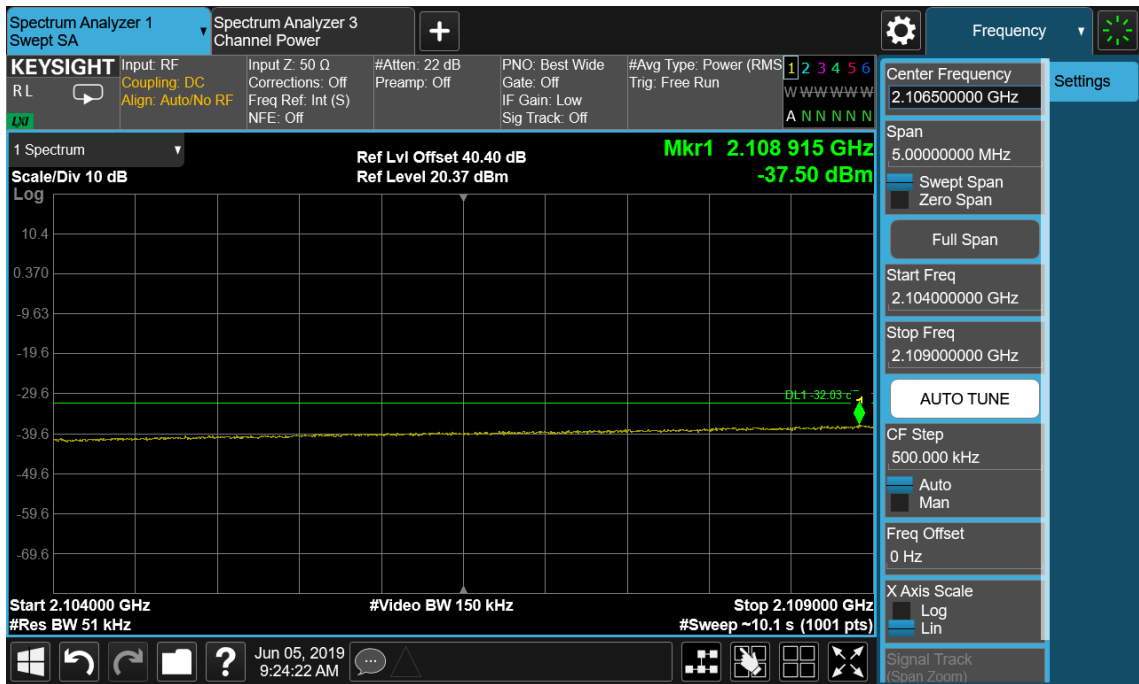 Spectrum Analyzer 1
Swept SA
Spectrum Analyzer 3
Channel Power
Frequency
KEYSIGHT
R L
LXI
Input: RF
Coupling: DC
Align: Auto/No RF
Input Z: 50 Ω
Corrections: Off
Freq Ref: Int (S)
NFE: Off
#Atten: 22 dB
Preamp: Off
PNO: Best Wide
Gate: Off
IF Gain: Low
Sig Track: Off
#Avg Type: Power (RMS
Trig: Free Run
1 2 3 4 5 6
W W W W W W
A N N N N N
1 Spectrum
Scale/Div 10 dB
Ref Lvl Offset 40.40 dB
Ref Level 20.37 dBm
Mkr1 2.108 915 GHz
-37.50 dBm
Log
10.4
0.370
-9.63
-19.6
-29.6
-39.6
-49.6
-59.6
-69.6
DL1 -32.03
1
Start 2.104000 GHz
#Res BW 51 kHz
#Video BW 150 kHz
Stop 2.109000 GHz
#Sweep ~10.1 s (1001 pts)
Center Frequency
2.106500000 GHz
Span
5.00000000 MHz
Swept Span
Zero Span
Full Span
Start Freq
2.104000000 GHz
Stop Freq
2.109000000 GHz
AUTO TUNE
CF Step
500.000 kHz
Auto
Man
Freq Offset
0 Hz
X Axis Scale
Log
Lin
Signal Track
(Span Zoom)
Settings
?
Jun 05, 2019
9:24:22 AM